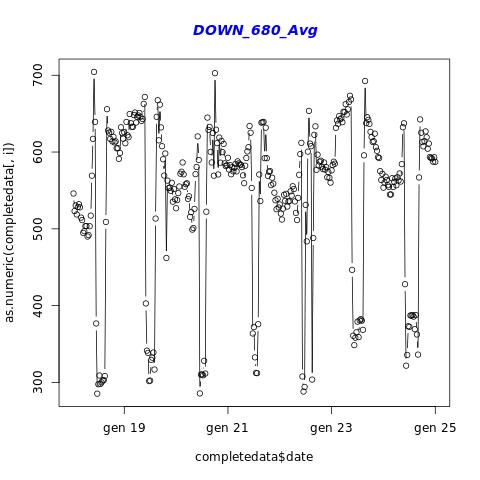 DOWN_680_Avg
700
600
500
400
300
as.numeric(completedata[, i])
gen 19
gen 21
gen 23
gen 25
completedata$date